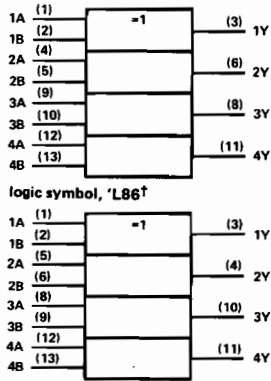 1A (1) =1 (3) 1Y
1B (2)
2A (4) (6) 2Y
2B (5)
3A (9) (8) 3Y
3B (10)
4A (12) (11) 4Y
4B (13)
logic symbol, 'L86†
1A (1) =1 (3) 1Y
1B (2)
2A (5) (4) 2Y
2B (6)
3A (8) (10) 3Y
3B (9)
4A (12) (11) 4Y
4B (13)